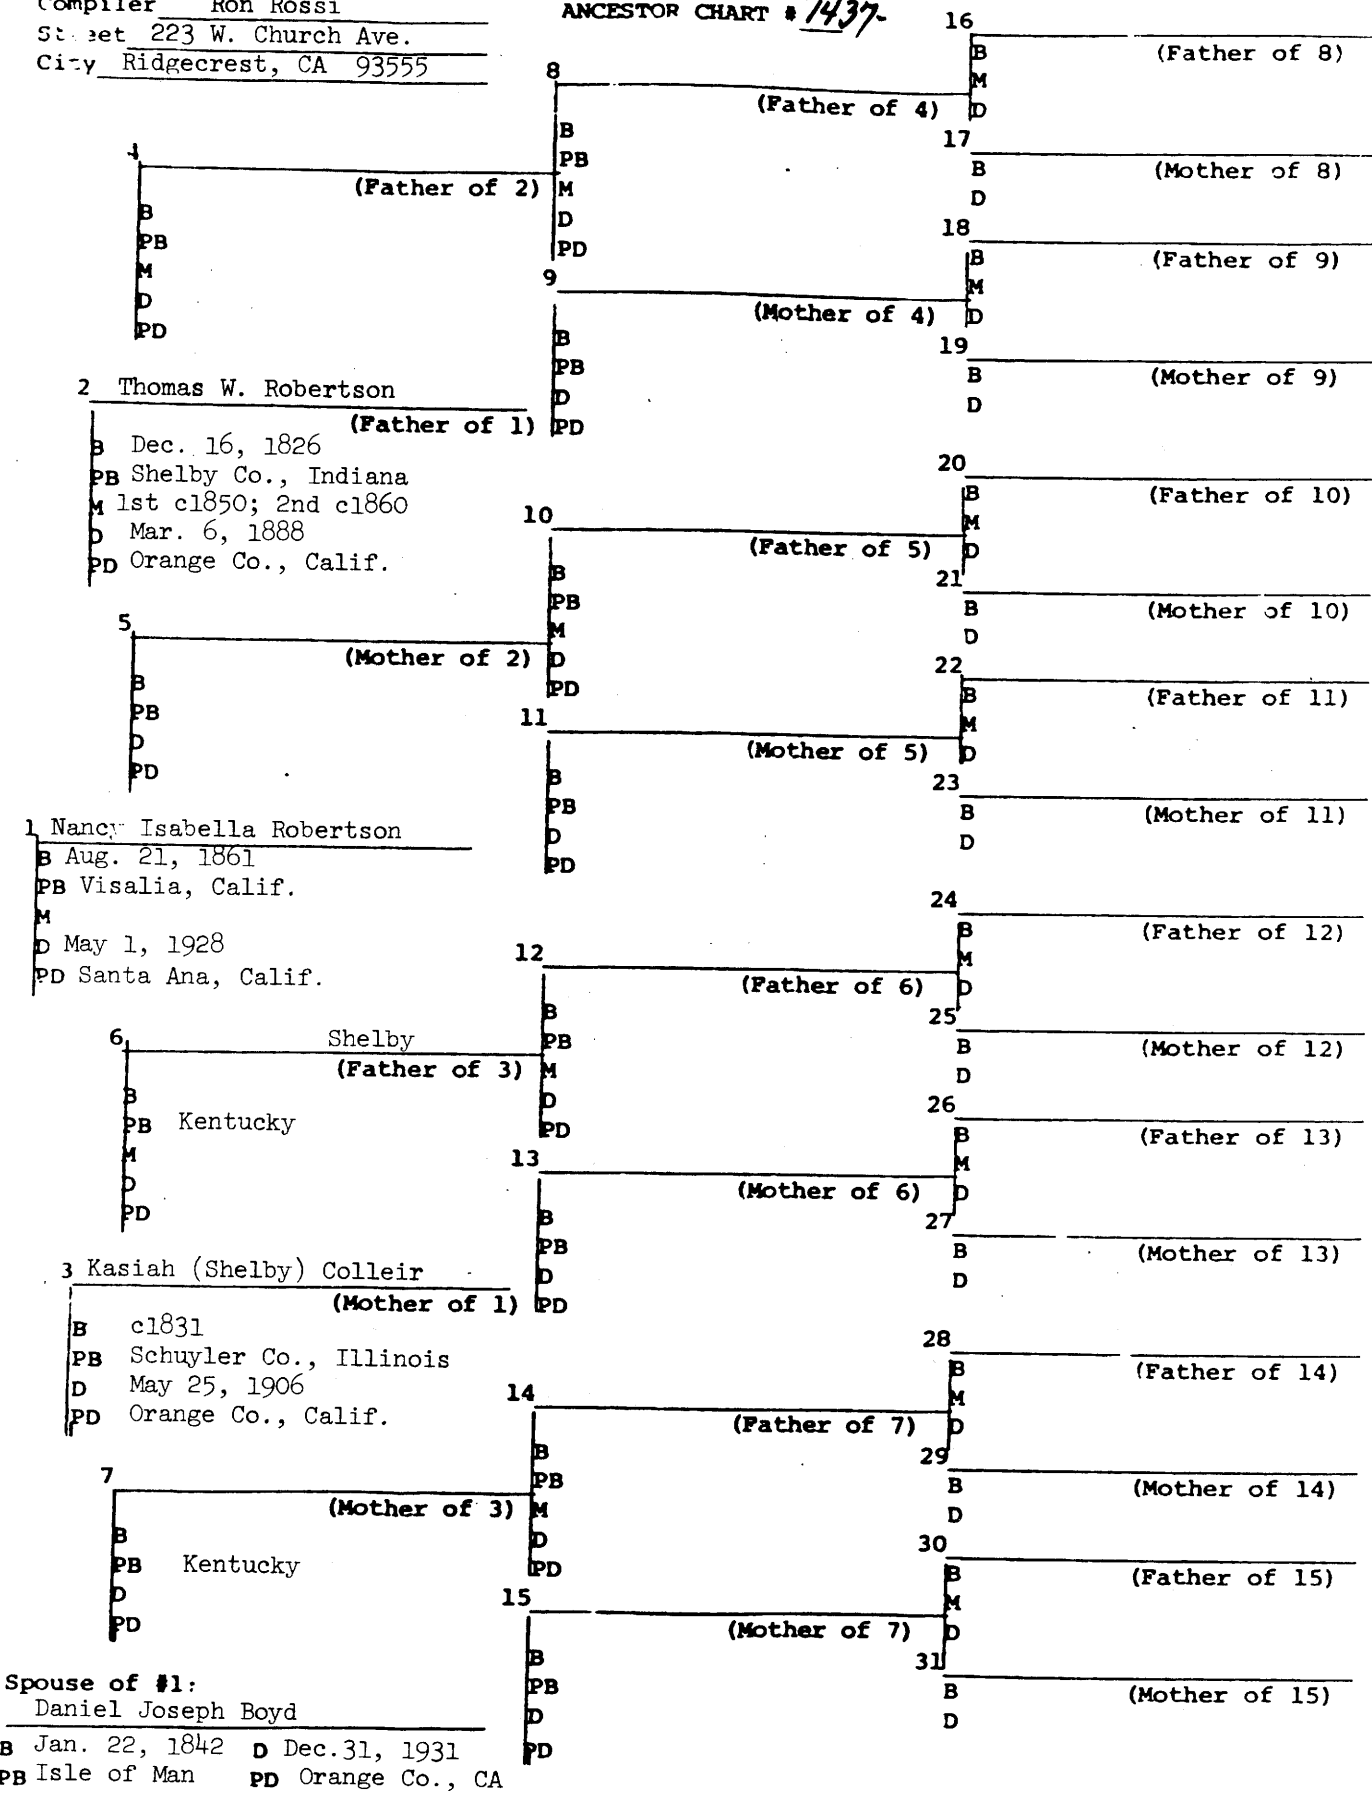 Compiler Ron Rossi
Street 223 W. Church Ave.
City Ridgecrest, CA 93555
ANCESTOR CHART # 1437-
4
(Father of 2)
B
PB
M
D
PD
2 Thomas W. Robertson
(Father of 1)
B Dec. 16, 1826
PB Shelby Co., Indiana
M 1st c1850; 2nd c1860
D Mar. 6, 1888
PD Orange Co., Calif.
5
(Mother of 2)
B
PB
D
PD
1 Nancy Isabella Robertson
B Aug. 21, 1861
PB Visalia, Calif.
M
D May 1, 1928
PD Santa Ana, Calif.
6 Shelby
(Father of 3)
B
PB Kentucky
M
D
PD
3 Kasiah (Shelby) Colleir
(Mother of 1)
B c1831
PB Schuyler Co., Illinois
D May 25, 1906
PD Orange Co., Calif.
7
(Mother of 3)
B
PB Kentucky
D
PD
Spouse of #1:
Daniel Joseph Boyd
B Jan. 22, 1842 D Dec.31, 1931
PB Isle of Man PD Orange Co., CA
8
(Father of 4)
B
PB
M
D
PD
9
(Mother of 4)
B
PB
D
PD
10
(Father of 5)
B
PB
M
D
PD
11
(Mother of 5)
B
PB
D
PD
12
(Father of 6)
B
PB
M
D
PD
13
(Mother of 6)
B
PB
D
PD
14
(Father of 7)
B
PB
M
D
PD
15
(Mother of 7)
B
PB
D
PD
16
(Father of 8)
B
M
D
17
(Mother of 8)
B
D
18
(Father of 9)
B
M
D
19
(Mother of 9)
B
D
20
(Father of 10)
B
M
D
21
(Mother of 10)
B
D
22
(Father of 11)
B
M
D
23
(Mother of 11)
B
D
24
(Father of 12)
B
M
D
25
(Mother of 12)
B
D
26
(Father of 13)
B
M
D
27
(Mother of 13)
B
D
28
(Father of 14)
B
M
D
29
(Mother of 14)
B
D
30
(Father of 15)
B
M
D
31
(Mother of 15)
B
D